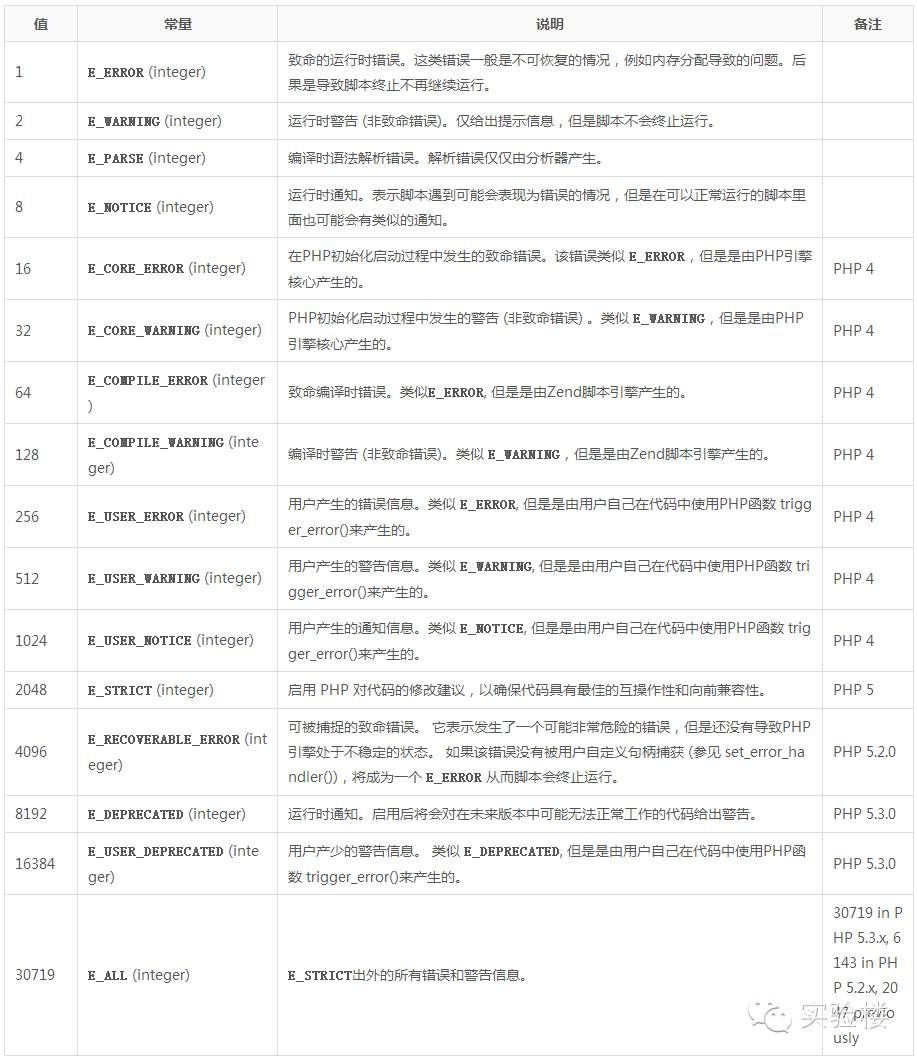 值 常量 说明 备注
1 E_ERROR (integer) 致命的运行时错误。这类错误一般是不可恢复的情况，例如内存分配导致的问题。后
果是导致脚本终止不再继续运行。
2 E_WARNING (integer) 运行时警告 (非致命错误)。仅给出提示信息，但是脚本不会终止运行。
4 E_PARSE (integer) 编译时语法解析错误。解析错误仅仅由分析器产生。
8 E_NOTICE (integer) 运行时通知。表示脚本遇到可能会表现为错误的情况，但是在可以正常运行的脚本里
面也可能会有类似的通知。
16 E_CORE_ERROR (integer) 在PHP初始化启动过程中发生的致命错误。该错误类似 E_ERROR，但是是由PHP引擎
核心产生的。 PHP 4
32 E_CORE_WARNING (integer) PHP初始化启动过程中发生的警告 (非致命错误) 。类似 E_WARNING，但是是由PHP
引擎核心产生的。 PHP 4
64 E_COMPILE_ERROR (integer
) 致命编译时错误。类似E_ERROR, 但是是由Zend脚本引擎产生的。 PHP 4
128 E_COMPILE_WARNING (inte
ger) 编译时警告 (非致命错误)。类似 E_WARNING，但是是由Zend脚本引擎产生的。 PHP 4
256 E_USER_ERROR (integer) 用户产生的错误信息。类似 E_ERROR, 但是是由用户自己在代码中使用PHP函数 trigg
er_error()来产生的。 PHP 4
512 E_USER_WARNING (integer) 用户产生的警告信息。类似 E_WARNING, 但是是由用户自己在代码中使用PHP函数 tri
gger_error()来产生的。 PHP 4
1024 E_USER_NOTICE (integer) 用户产生的通知信息。类似 E_NOTICE, 但是是由用户自己在代码中使用PHP函数 trig
ger_error()来产生的。 PHP 4
2048 E_STRICT (integer) 启用 PHP 对代码的修改建议，以确保代码具有最佳的互操作性和向前兼容性。 PHP 5
4096 E_RECOVERABLE_ERROR (int
eger) 可被捕捉的致命错误。 它表示发生了一个可能非常危险的错误，但是还没有导致PHP
引擎处于不稳定的状态。 如果该错误没有被用户自定义句柄捕获 (参见 set_error_ha
ndler())，将成为一个 E_ERROR 从而脚本会终止运行。 PHP 5.2.0
8192 E_DEPRECATED (integer) 运行时通知。启用后将会对在未来版本中可能无法正常工作的代码给出警告。 PHP 5.3.0
16384 E_USER_DEPRECATED (inte
ger) 用户产少的警告信息。 类似 E_DEPRECATED, 但是是由用户自己在代码中使用PHP函
数 trigger_error()来产生的。 PHP 5.3.0
30719 E_ALL (integer) E_STRICT出外的所有错误和警告信息。 30719 in P
HP 5.3.x, 6
143 in PH
P 5.2.x, 20
47 previo
usly
实验楼